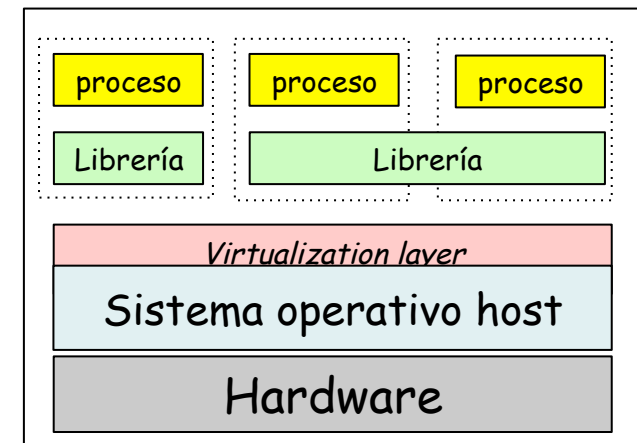 proceso proceso proceso
Librería Librería
Virtualization layer
Sistema operativo host
Hardware